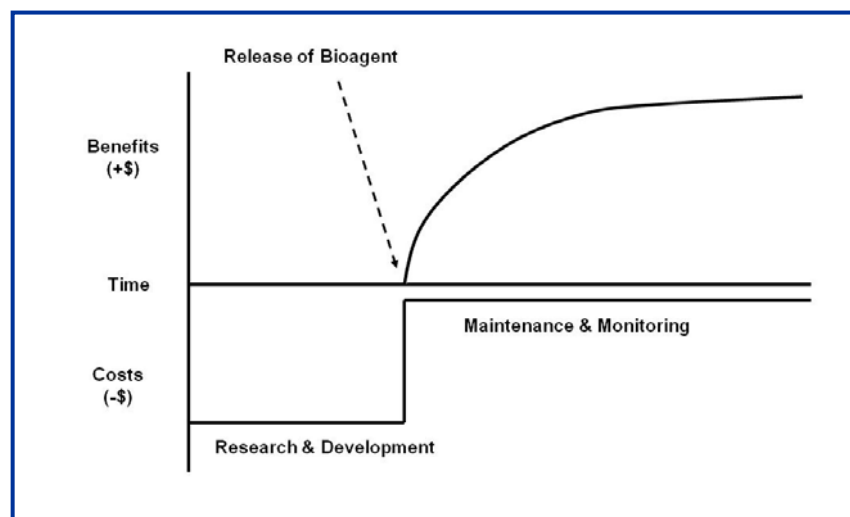 Release of Bioagent
Benefits
(+$)
Time
Maintenance & Monitoring
Costs
(-$)
Research & Development